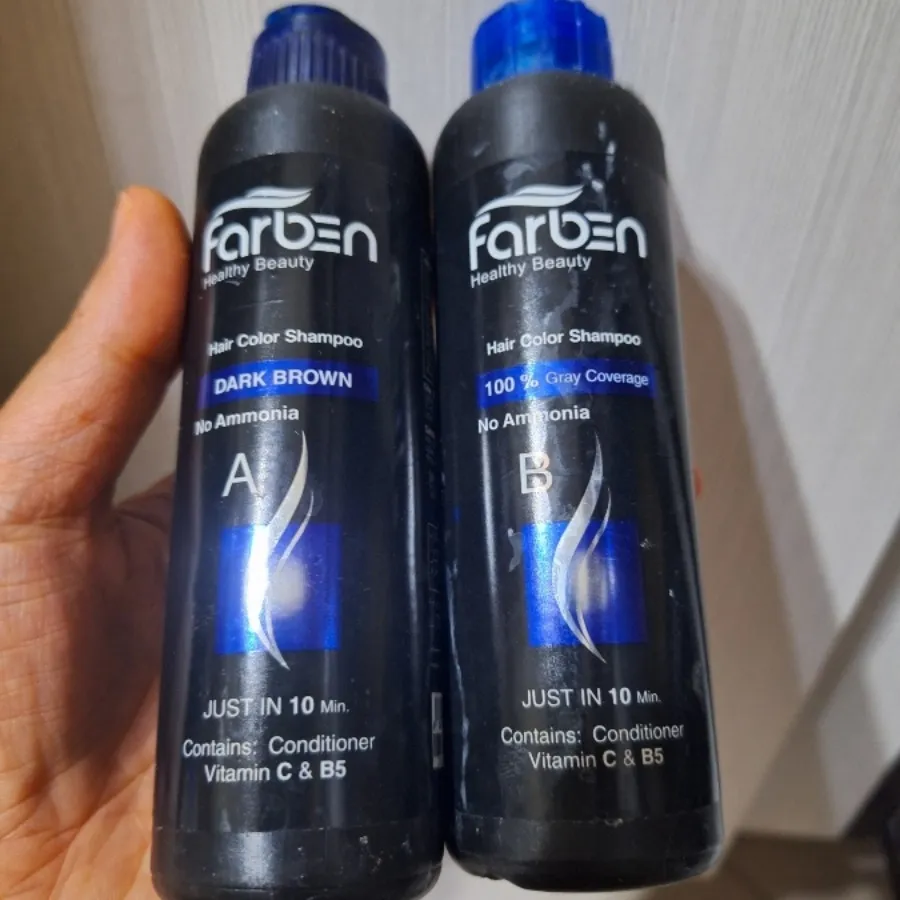 Farben
Healthy Beauty
Hair Color Shampoo
DARK BROWN
No Ammonia
A
JUST IN 10 Min.
Contains: Conditioner
Vitamin C & B5
Farben
Healthy Beauty
Hair Color Shampoo
100 % Gray Coverage
No Ammonia
B
JUST IN 10 Min.
Contains: Conditioner
Vitamin C & B5